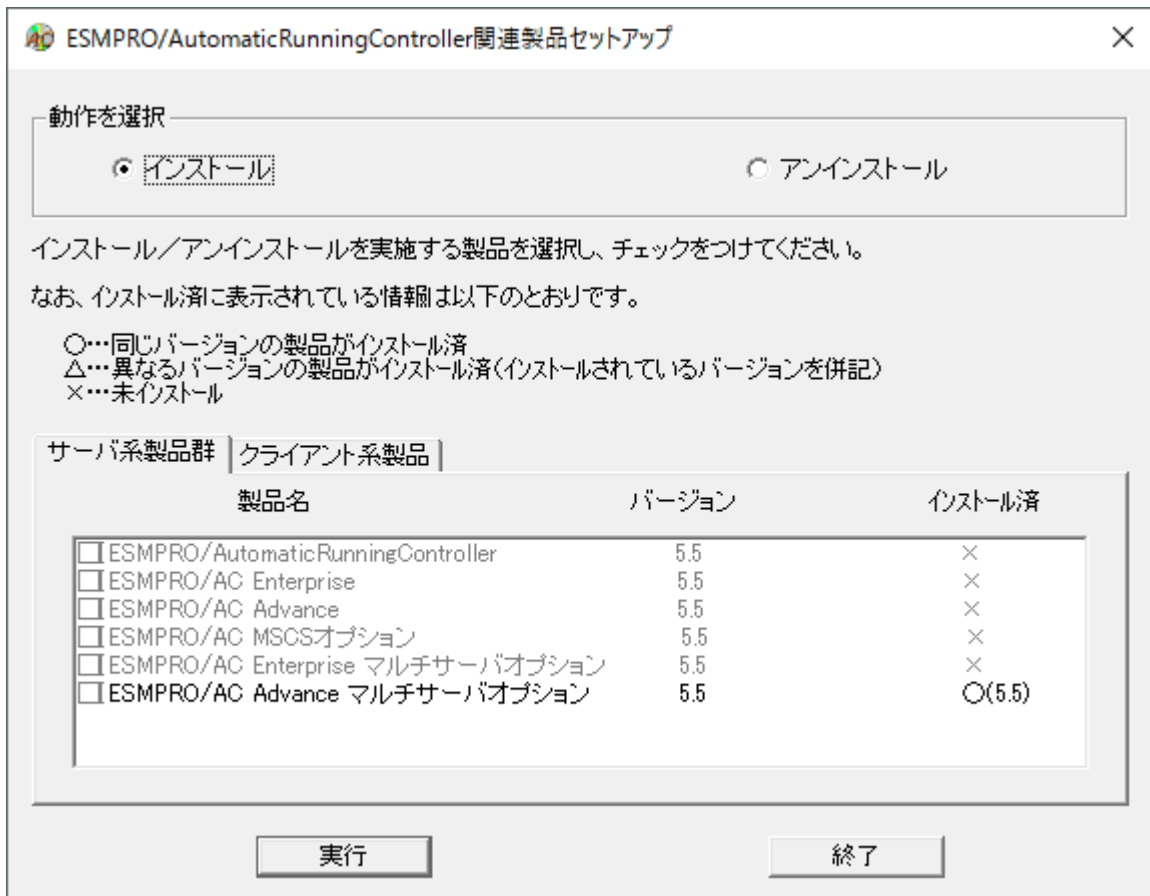 ESMPRO/AutomaticRunningController関連製品セットアップ
動作を選択
インストール アンインストール
インストール／アンインストールを実施する製品を選択し、チェックをつけてください。
なお、インストール済に表示されている情報は以下のとおりです。
〇…同じバージョンの製品がインストール済
△…異なるバージョンの製品がインストール済(インストールされているバージョンを併記)
×…未インストール
サーバ系製品群 クライアント系製品
製品名 バージョン インストール済
ESMPRO/AutomaticRunningController 5.5 ×
ESMPRO/AC Enterprise 5.5 ×
ESMPRO/AC Advance 5.5 ×
ESMPRO/AC MSCSオプション 5.5 ×
ESMPRO/AC Enterprise マルチサーバオプション 5.5 ×
ESMPRO/AC Advance マルチサーバオプション 5.5 〇(5.5)
実行 終了